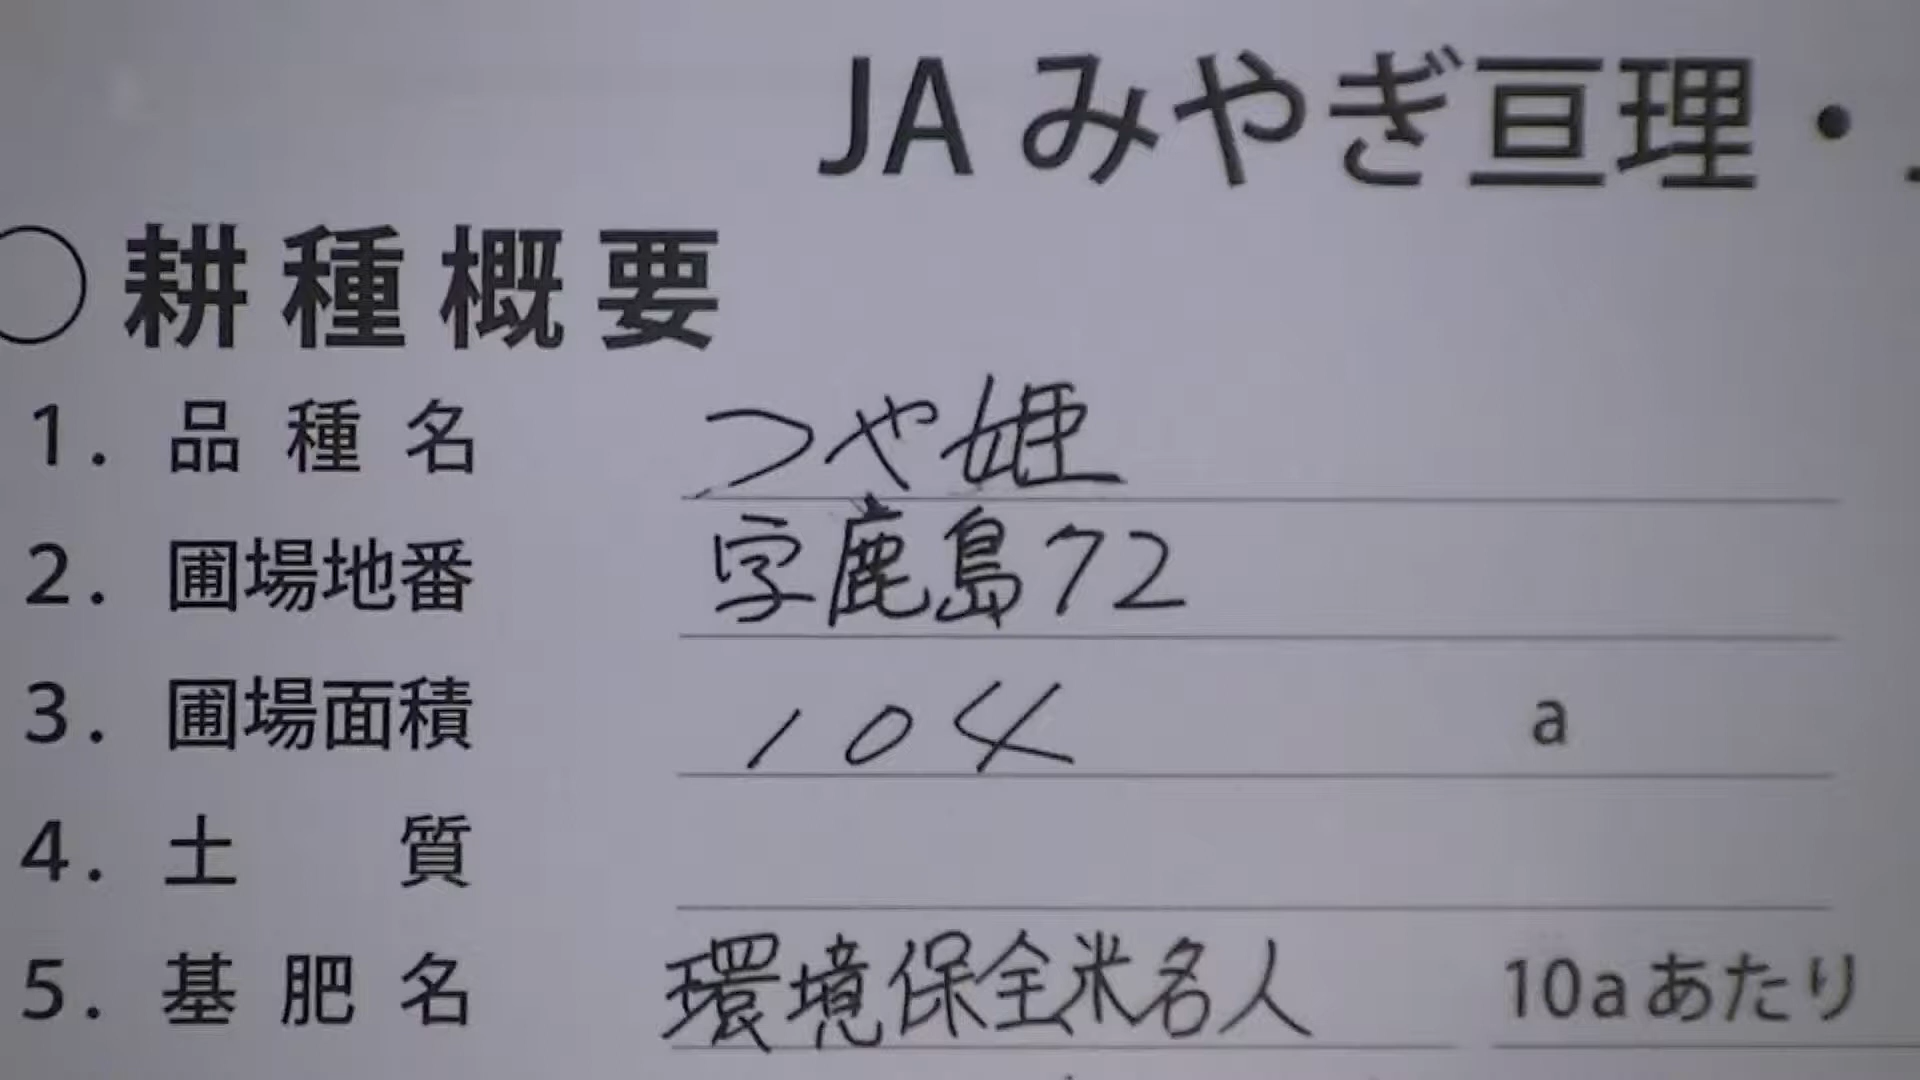 JAみやぎ亘理・
○耕種概要
1. 品種名 つや姫
2. 圃場地番 字鹿島72
3. 圃場面積 104 a
4. 土質
5. 基肥名 環境保全米名人 10aあたり